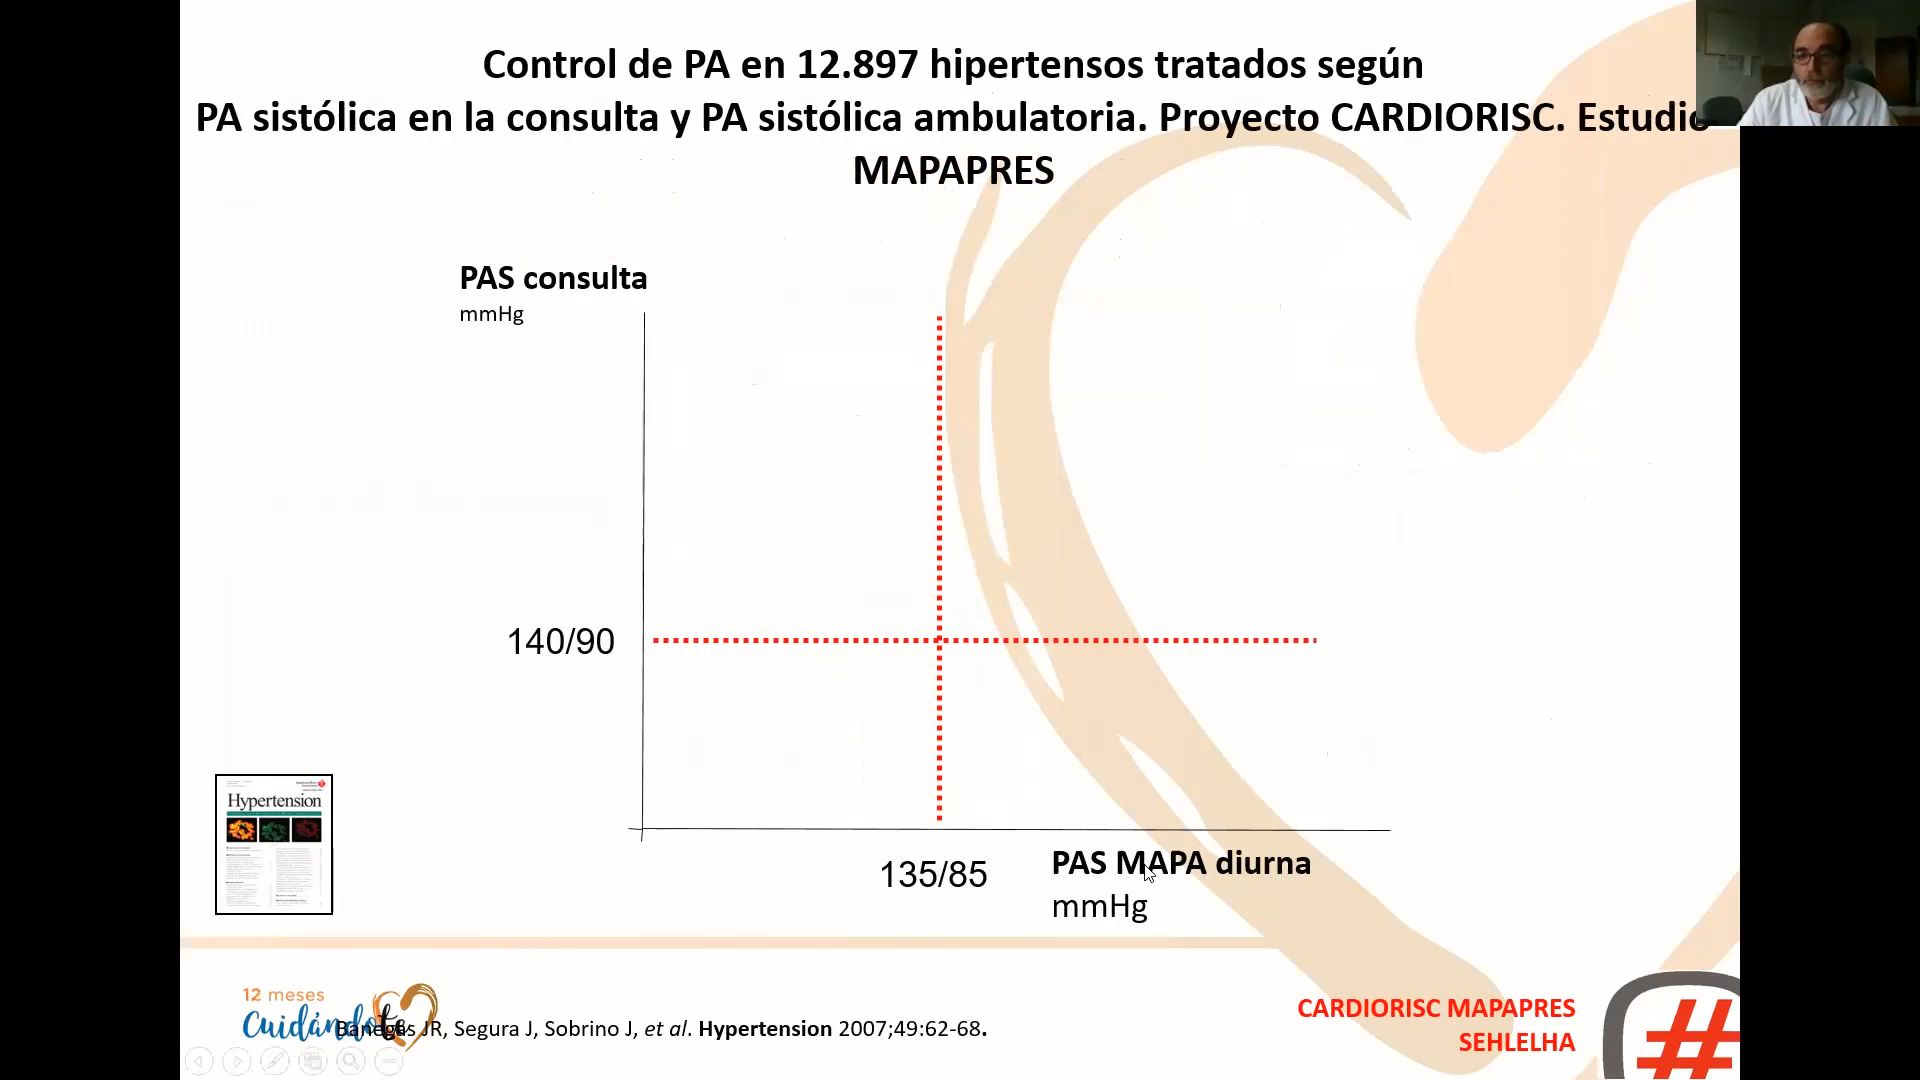 Control de PA en 12.897 hipertensos tratados según
PA sistólica en la consulta y PA sistólica ambulatoria. Proyecto CARDIORISC. Estudio
MAPAPRES
PAS consulta
mmHg
140/90
135/85
PAS MAPA diurna
mmHg
Hypertension
12 meses
Cuidándote
Banegas JR, Segura J, Sobrino J, et al. Hypertension 2007;49:62-68.
CARDIORISC MAPAPRES
SEHLELHA
#